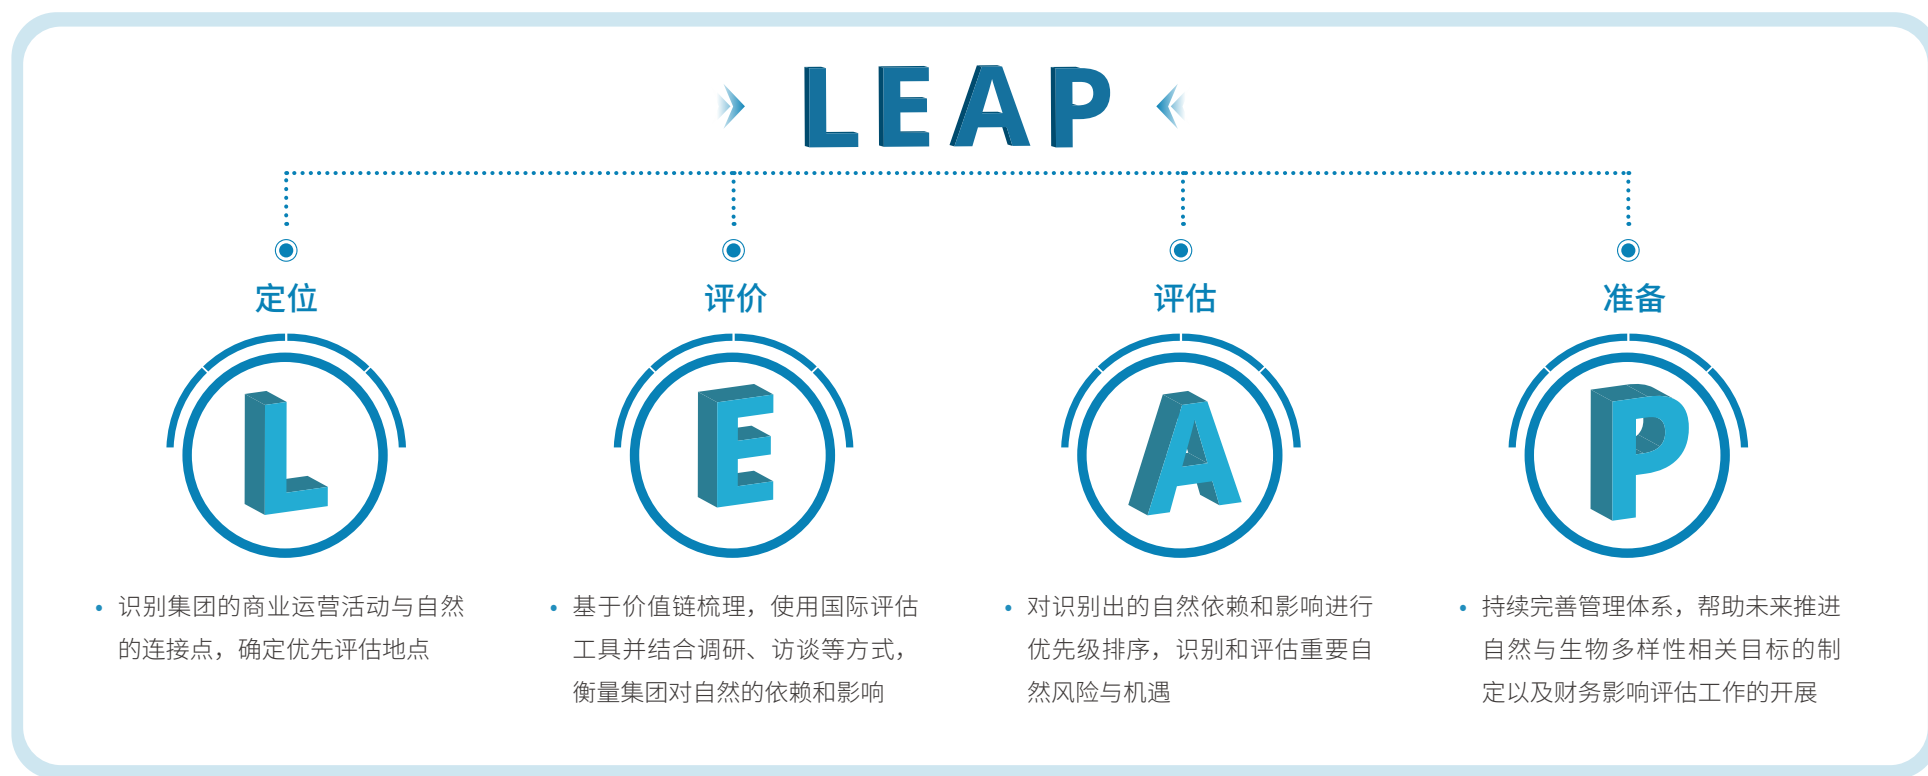 LEAP
定位
评价
评估
准备
L
E
A
P
• 识别集团的商业运营活动与自然
的连接点，确定优先评估地点
• 基于价值链梳理，使用国际评估
工具并结合调研、访谈等方式，
衡量集团对自然的依赖和影响
• 对识别出的自然依赖和影响进行
优先级排序，识别和评估重要自
然风险与机遇
• 持续完善管理体系，帮助未来推进
自然与生物多样性相关目标的制
定以及财务影响评估工作的开展